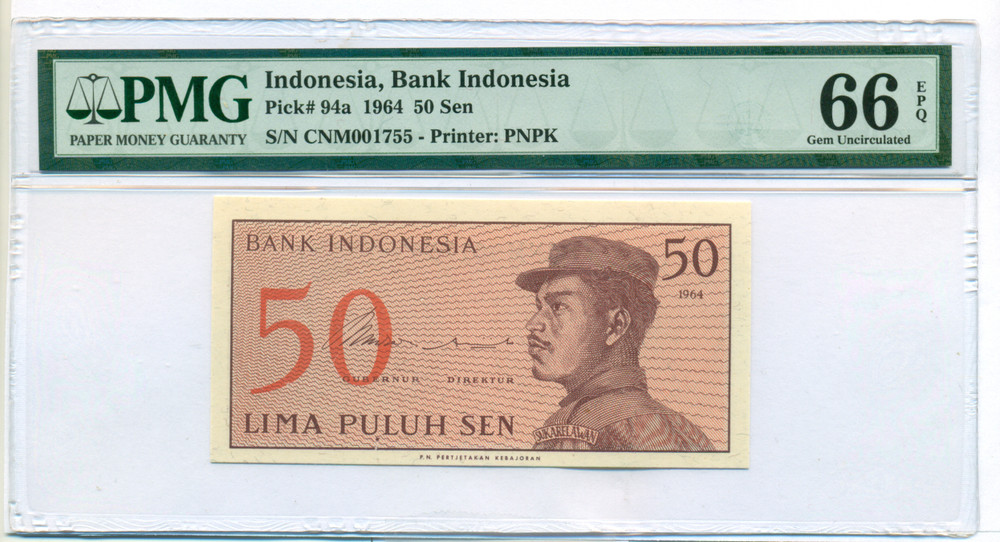 PMG
PAPER MONEY GUARANTY
Indonesia, Bank Indonesia
Pick# 94a 1964 50 Sen
S/N CNM001755 - Printer: PNPK
66
EPQ
Gem Uncirculated
BANK INDONESIA
50
1964
50
GUBERNUR DIREKTUR
LIMA PULUH SEN
SUKARELAWAN
P.N. PERTJETAKAN KEBAJORAN